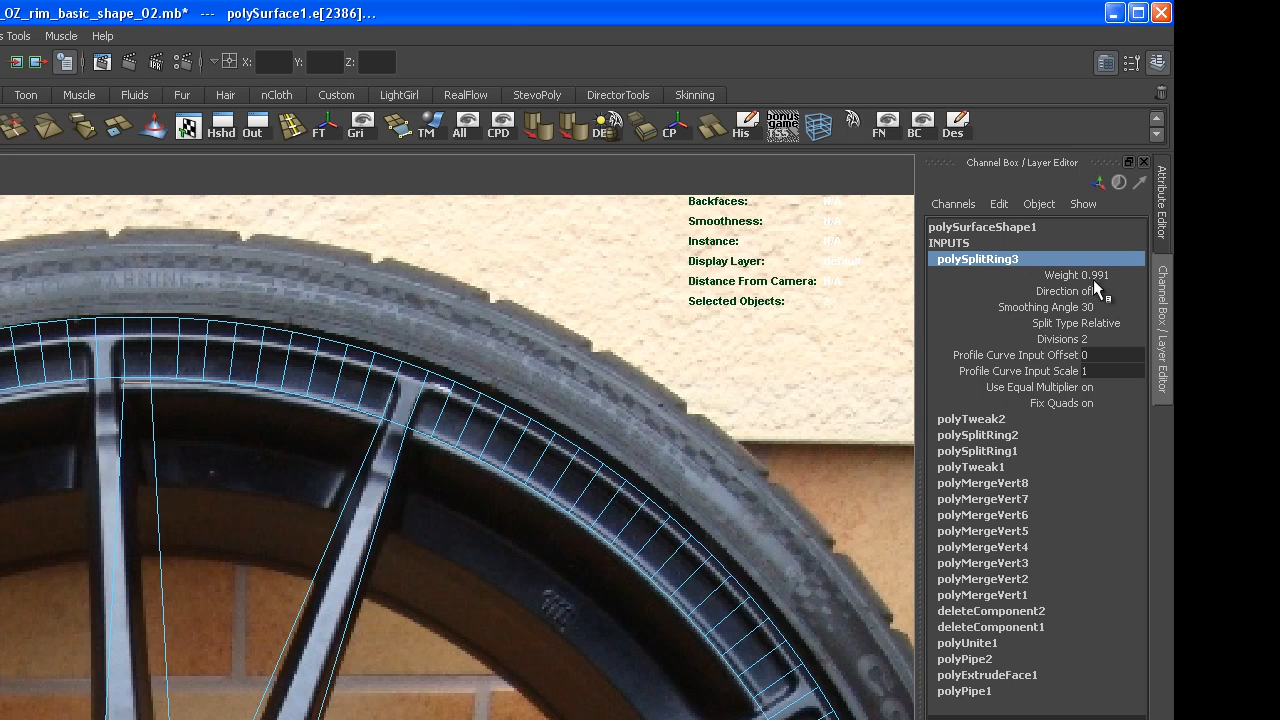 _OZ_rim_basic_shape_02.mb* --- polySurface1.e[2386]...
s Tools Muscle Help
X: Y: Z:
Toon Muscle Fluids Fur Hair nCloth Custom LightGirl RealFlow StevoPoly DirectorTools Skinning
Hshd Out FT Gri TM All CPD DE CP His bonus game TSS FN BC Des
Channel Box / Layer Editor
Channels Edit Object Show
Attribute Editor
Channel Box / Layer Editor
Backfaces: N/A
Smoothness: N/A
Instance: N/A
Display Layer: default
Distance From Camera: N/A
Selected Objects:
polySurfaceShape1
INPUTS
polySplitRing3
Weight 0.991
Direction off
Smoothing Angle 30
Split Type Relative
Divisions 2
Profile Curve Input Offset 0
Profile Curve Input Scale 1
Use Equal Multiplier on
Fix Quads on
polyTweak2
polySplitRing2
polySplitRing1
polyTweak1
polyMergeVert8
polyMergeVert7
polyMergeVert6
polyMergeVert5
polyMergeVert4
polyMergeVert3
polyMergeVert2
polyMergeVert1
deleteComponent2
deleteComponent1
polyUnite1
polyPipe2
polyExtrudeFace1
polyPipe1
WARNING